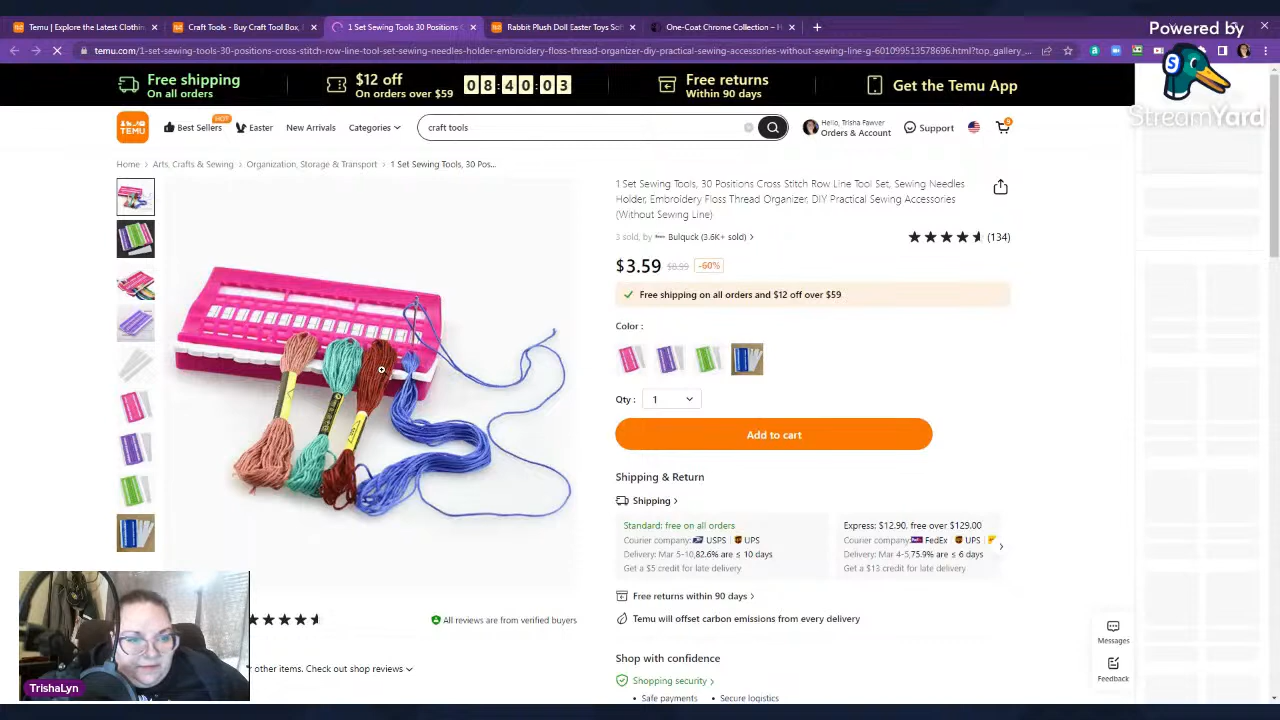 Temu | Explore the Latest Clothin
Craft Tools - Buy Craft Tool Box,
1 Set Sewing Tools 30 Positions
Rabbit Plush Doll Easter Toys Sof
One-Coat Chrome Collection – H
Powered by
temu.com/1-set-sewing-tools-30-positions-cross-stitch-row-line-tool-set-sewing-needles-holder-embroidery-floss-thread-organizer-diy-practical-sewing-accessories-without-sewing-line-g-601099513578696.html?top_gallery_...
StreamYard
Free shipping
On all orders
$12 off
On orders over $59
08:40:03
Free returns
Within 90 days
Get the Temu App
TEMU
Best Sellers
HOT
Easter
New Arrivals
Categories
craft tools
Hello, Trisha Fawver
Orders & Account
Support
Home > Arts, Crafts & Sewing > Organization, Storage & Transport > 1 Set Sewing Tools, 30 Pos...
1 Set Sewing Tools, 30 Positions Cross Stitch Row Line Tool Set, Sewing Needles
Holder, Embroidery Floss Thread Organizer, DIY Practical Sewing Accessories
(Without Sewing Line)
3 sold, by Bulquck (3.6K+ sold) >
(134)
$3.59 $8.99 -60%
Free shipping on all orders and $12 off over $59
Color :
Qty : 1
Add to cart
Shipping & Return
Shipping >
Standard: free on all orders
Courier company: USPS UPS
Delivery: Mar 5-10,82.6% are ≤ 10 days
Get a $5 credit for late delivery
Express: $12.90, free over $129.00
Courier company: FedEx UPS
Delivery: Mar 4-5,75.9% are ≤ 6 days
Get a $13 credit for late delivery
Free returns within 90 days >
Temu will offset carbon emissions from every delivery
Shop with confidence
Shopping security >
• Safe payments • Secure logistics
All reviews are from verified buyers
other items. Check out shop reviews
Messages
Feedback
TrishaLyn